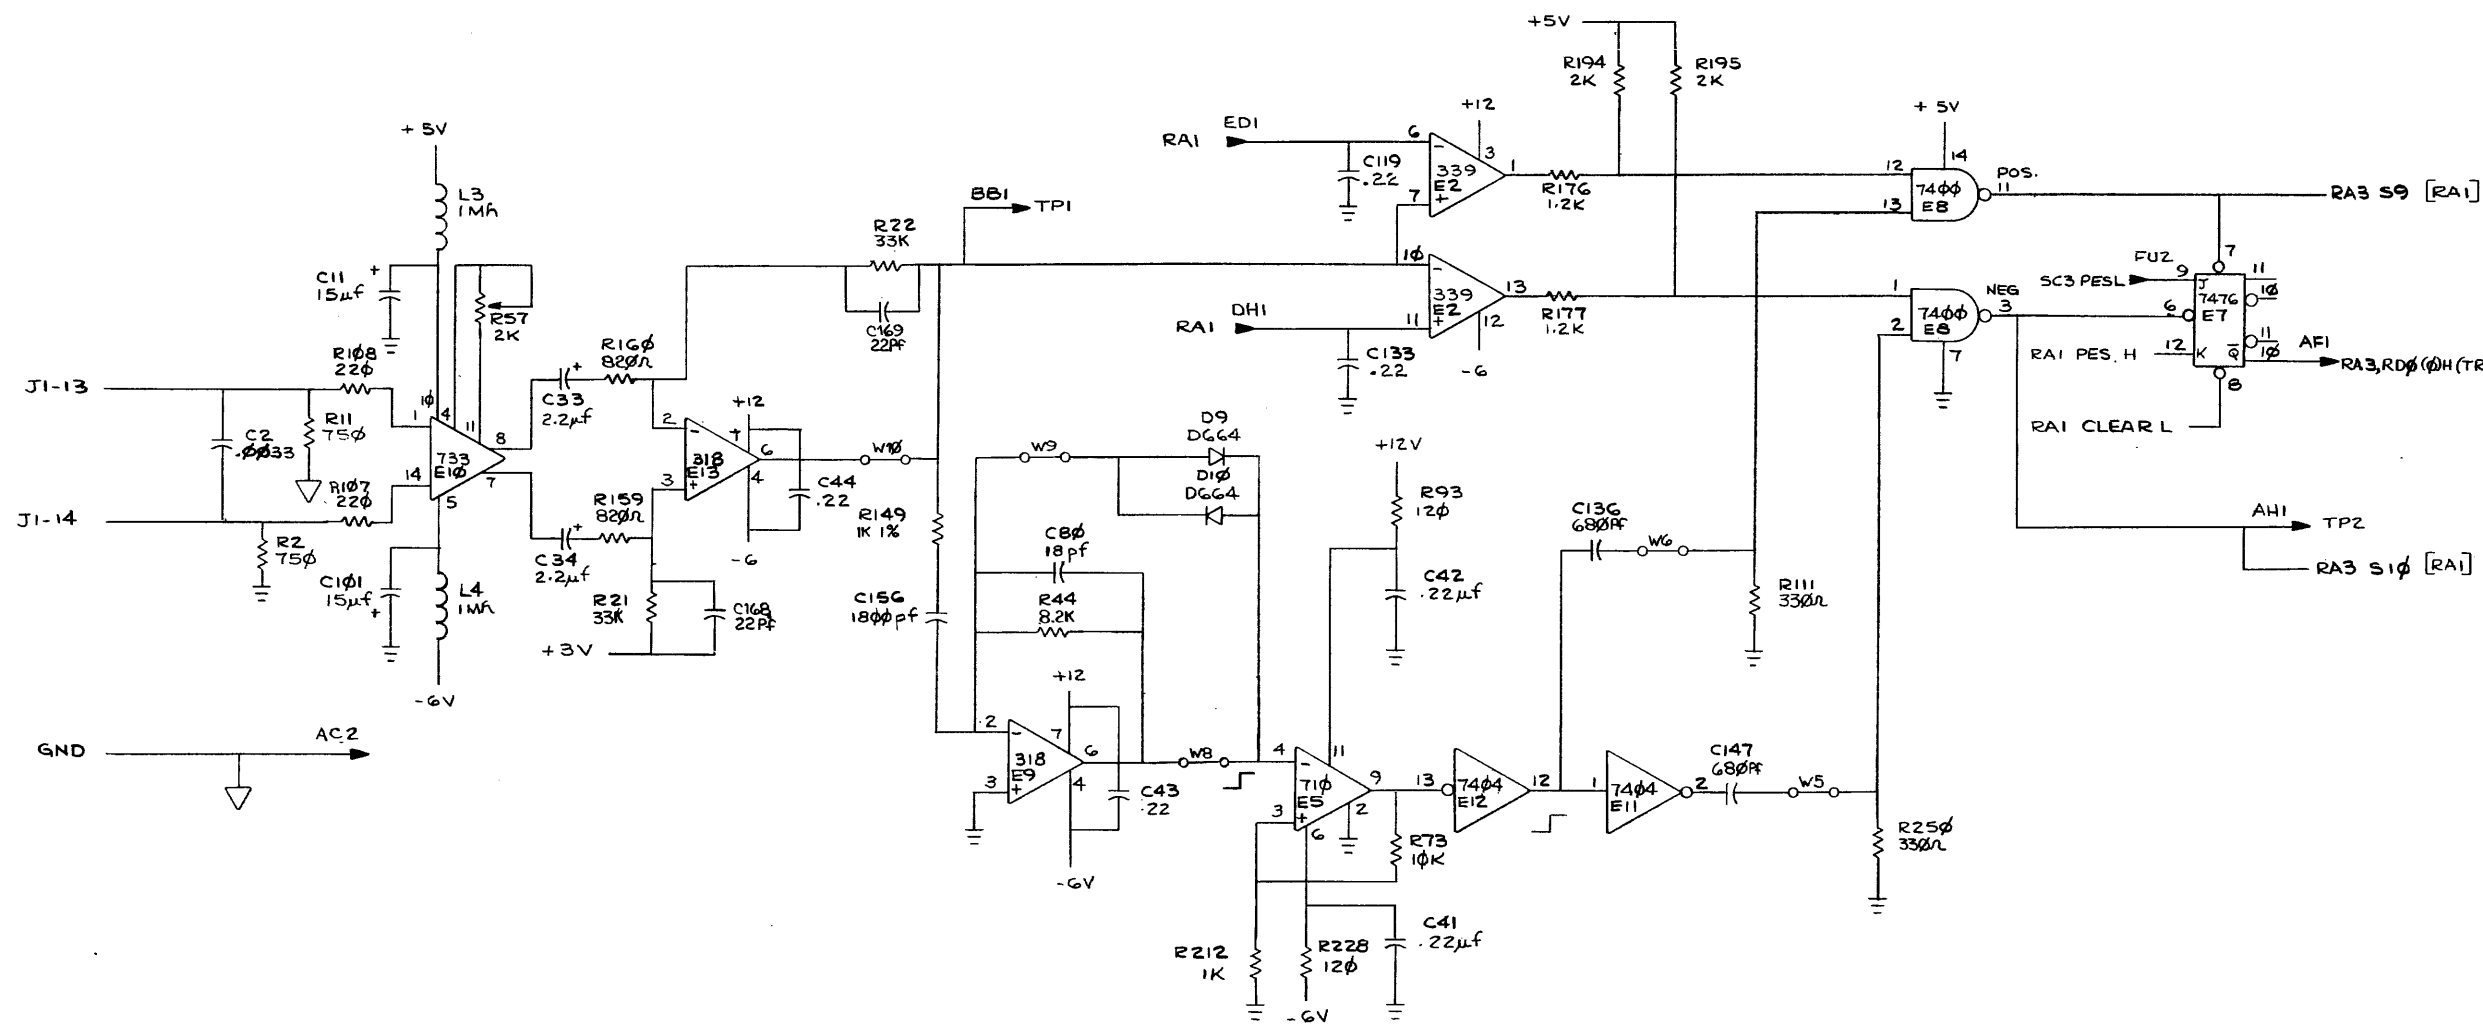 +5V
R194
2K
R195
2K
+12
+5V
ED1
RA1
6
-
3
339
E2
7
+
1
C119
.22
R176
1.2K
12
14
7400
E8
13
POS.
11
RA3 S9 [RA1]
+5V
L3
1Mh
BB1
TP1
R22
33K
C169
22Pf
C11
15µf
+
R57
2K
10
-
339
E2
11
+
13
12
-6
DH1
RA1
C133
.22
R177
1.2K
1
NEG
3
7400
E8
2
7
FU2
SC3 PESL
9
7
J
11
10
7476
E7
6
11
10
12
K
Q
8
AF1
RA1 PES. H
RA3,RD0(0)H(TR
RA1 CLEAR L
R108
220
J1-13
R11
750
C2
.0033
1
10
4
11
8
733
E10
14
5
7
R107
220
J1-14
R2
750
C101
15µf
+
L4
1Mh
-6V
C33
+
2.2µf
R160
820Ω
2
-
+12
7
318
E13
3
+
6
4
C44
.22
-6
W10
R159
820Ω
C34
+
2.2µf
R21
33K
C168
22Pf
+3V
R149
1K 1%
C156
1800pf
W9
D9
D664
D10
D664
C80
18pf
R44
8.2K
+12
2
-
7
318
E9
3
+
6
4
C43
.22
-6V
W8
+12V
R93
120
C42
.22µf
4
-
11
710
E5
3
+
9
2
6
R73
10K
R212
1K
R228
120
C41
.22µf
-6V
13
7404
E12
12
C136
680Pf
W6
R111
330Ω
1
7404
E11
2
C147
680Pf
W5
R250
330Ω
AH1
TP2
RA3 S10 [RA1]
GND
AC2